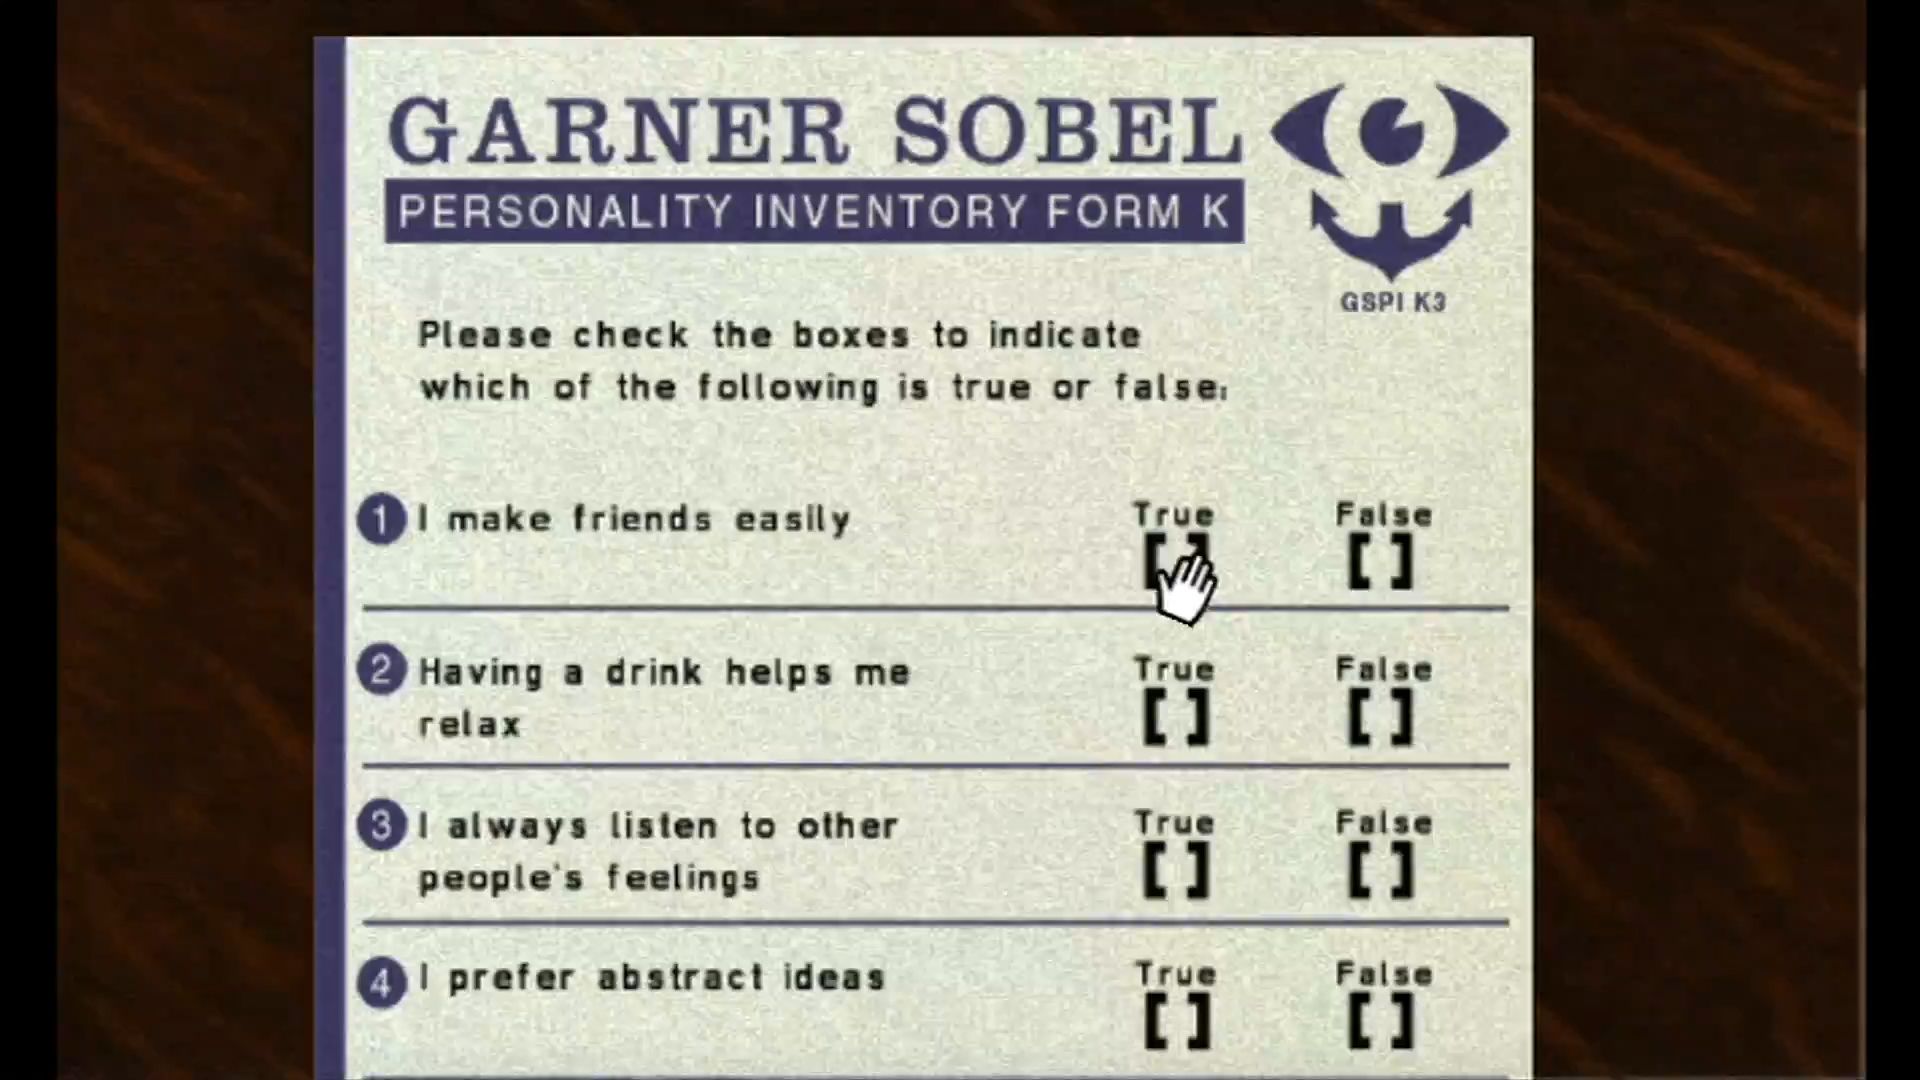 GARNER SOBEL
PERSONALITY INVENTORY FORM K
GSPI K3
Please check the boxes to indicate
which of the following is true or false:
1 I make friends easily True False
[ ] [ ]
2 Having a drink helps me True False
relax [ ] [ ]
3 I always listen to other True False
people's feelings [ ] [ ]
4 I prefer abstract ideas True False
[ ] [ ]